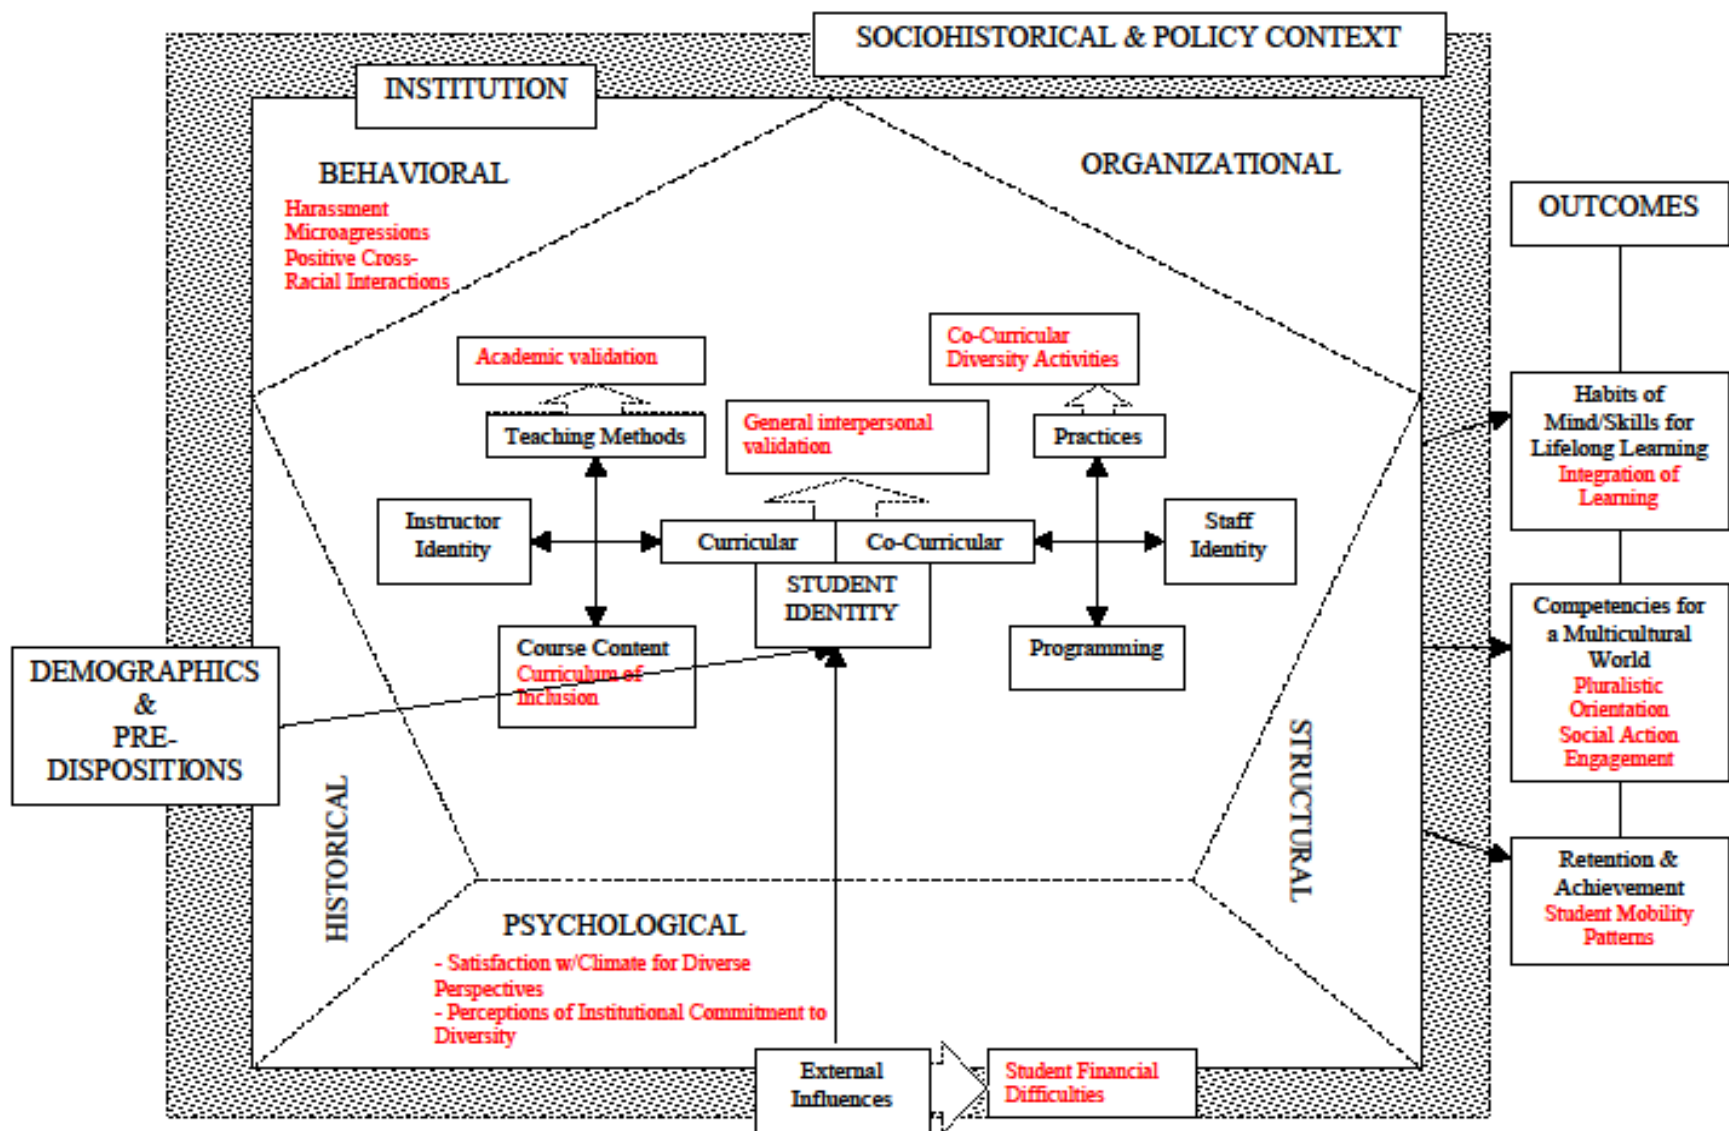 SOCIOHISTORICAL & POLICY CONTEXT
INSTITUTION
BEHAVIORAL
Harassment
Microagressions
Positive Cross-
Racial Interactions
ORGANIZATIONAL
OUTCOMES
Academic validation
Co-Curricular
Diversity Activities
Teaching Methods
General interpersonal
validation
Practices
Habits of
Mind/Skills for
Lifelong Learning
Integration of
Learning
Instructor
Identity
Curricular
Co-Curricular
Staff
Identity
STUDENT
IDENTITY
Course Content
Curriculum of
Inclusion
Programming
Competencies for
a Multicultural
World
Pluralistic
Orientation
Social Action
Engagement
DEMOGRAPHICS
&
PRE-
DISPOSITIONS
HISTORICAL
STRUCTURAL
PSYCHOLOGICAL
- Satisfaction w/Climate for Diverse
Perspectives
- Perceptions of Institutional Commitment to
Diversity
Retention &
Achievement
Student Mobility
Patterns
External
Influences
Student Financial
Difficulties